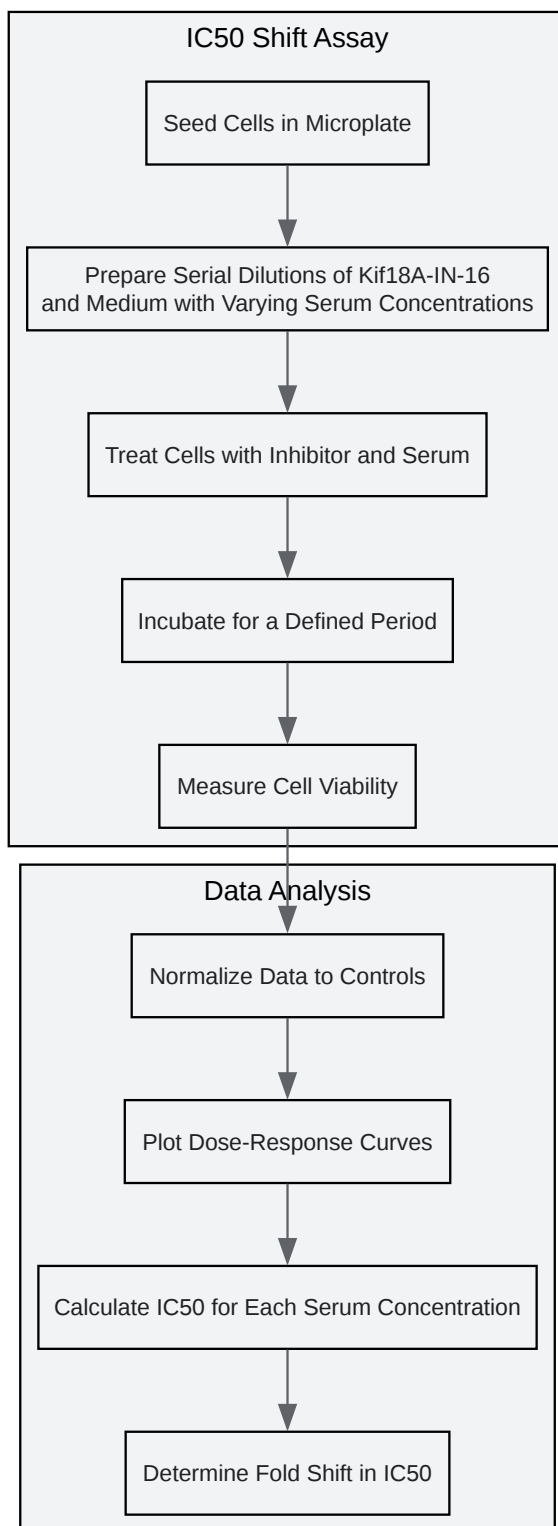 IC50 Shift Assay
Seed Cells in Microplate
Prepare Serial Dilutions of Kif18A-IN-16
and Medium with Varying Serum Concentrations
Treat Cells with Inhibitor and Serum
Incubate for a Defined Period
Measure Cell Viability
Data Analysis
Normalize Data to Controls
Plot Dose-Response Curves
Calculate IC50 for Each Serum Concentration
Determine Fold Shift in IC50